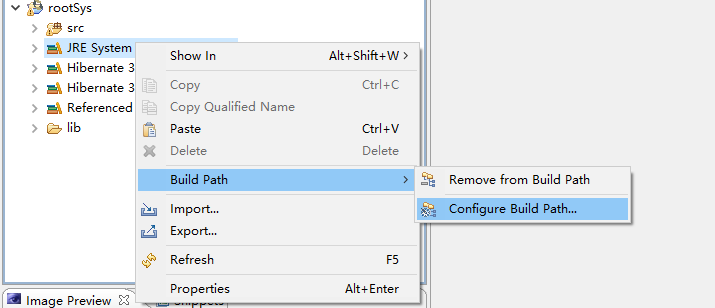 rootSys
src
JRE System
Hibernate 3
Hibernate 3
Referenced
lib
Show In Alt+Shift+W
Copy Ctrl+C
Copy Qualified Name
Paste Ctrl+V
Delete Delete
Build Path
Remove from Build Path
Configure Build Path...
Import...
Export...
Refresh F5
Properties Alt+Enter
Image Preview
Snippets